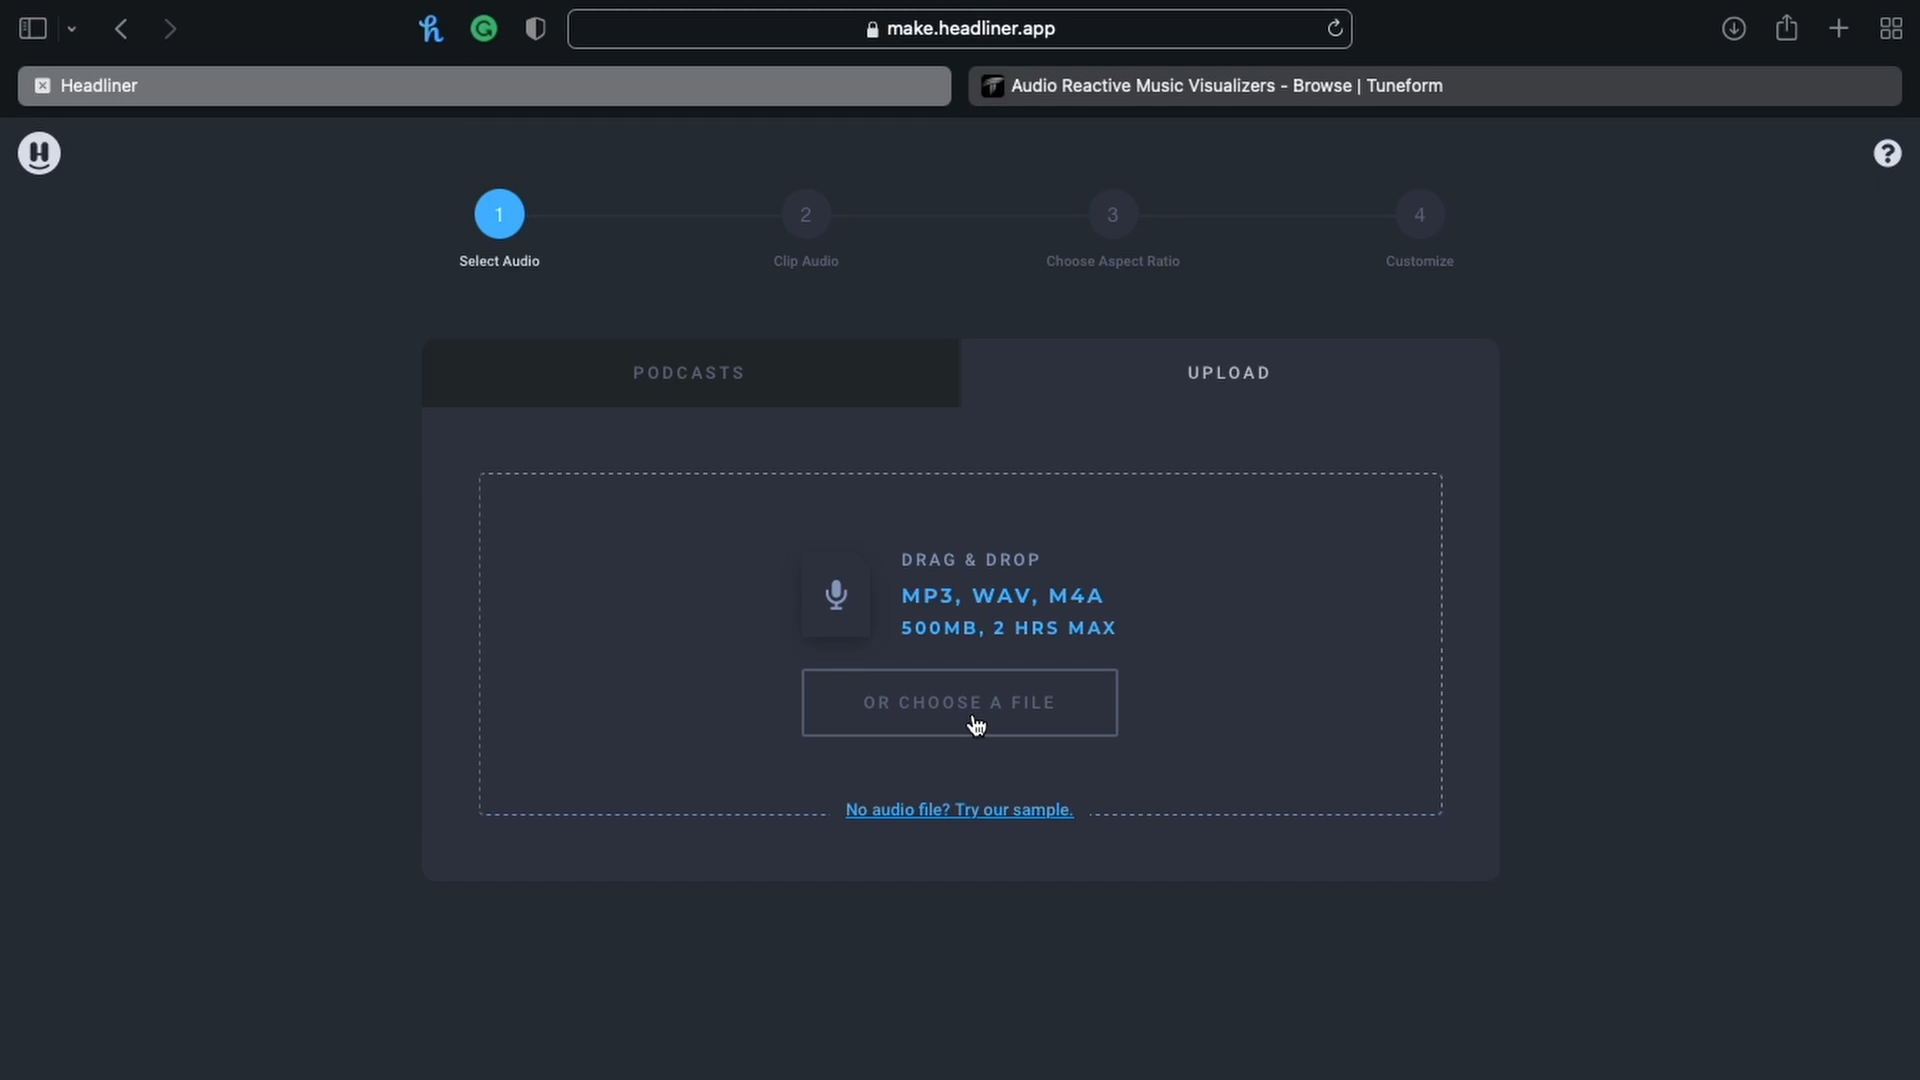 make.headliner.app
Headliner
Audio Reactive Music Visualizers - Browse | Tuneform
H
?
1
2
3
4
Select Audio
Clip Audio
Choose Aspect Ratio
Customize
PODCASTS
UPLOAD
DRAG & DROP
MP3, WAV, M4A
500MB, 2 HRS MAX
OR CHOOSE A FILE
No audio file? Try our sample.